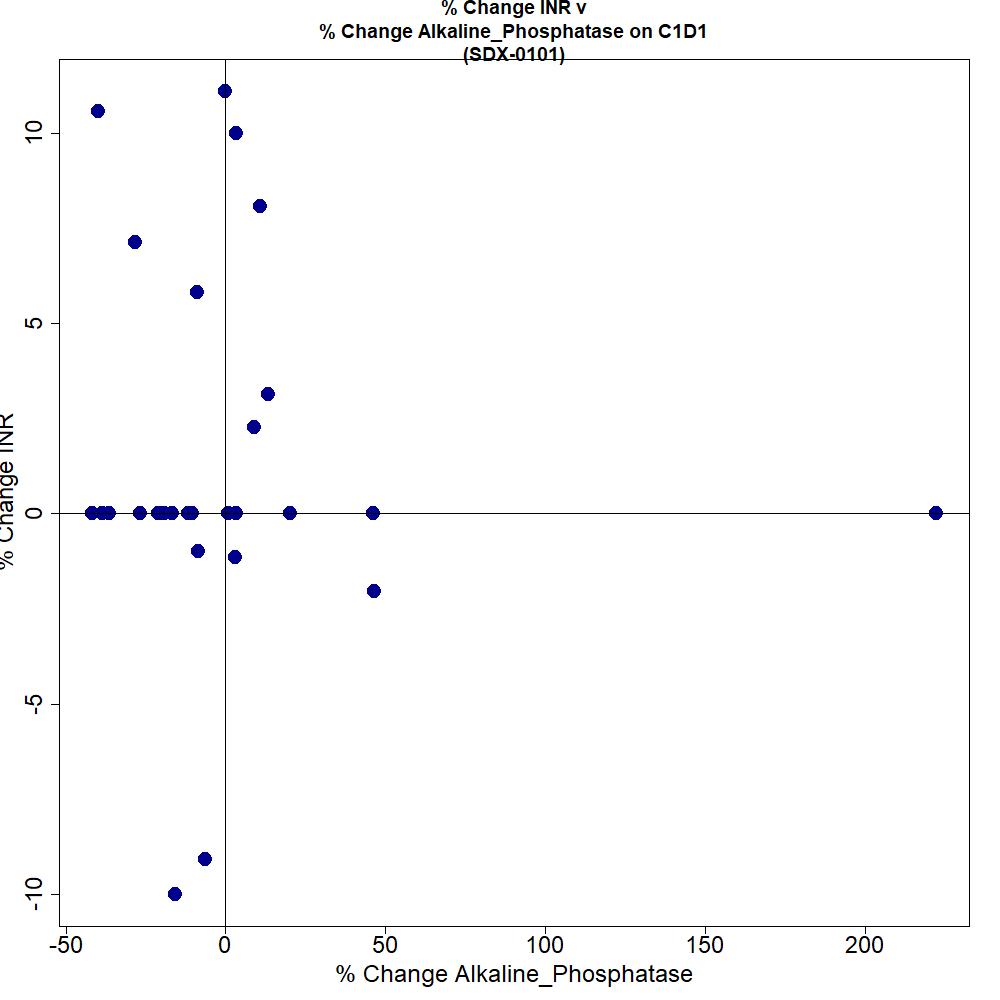 % Change INR v
% Change Alkaline_Phosphatase on C1D1
(SDX-0101)
% Change INR
10
5
0
-5
-10
-50 0 50 100 150 200
% Change Alkaline_Phosphatase